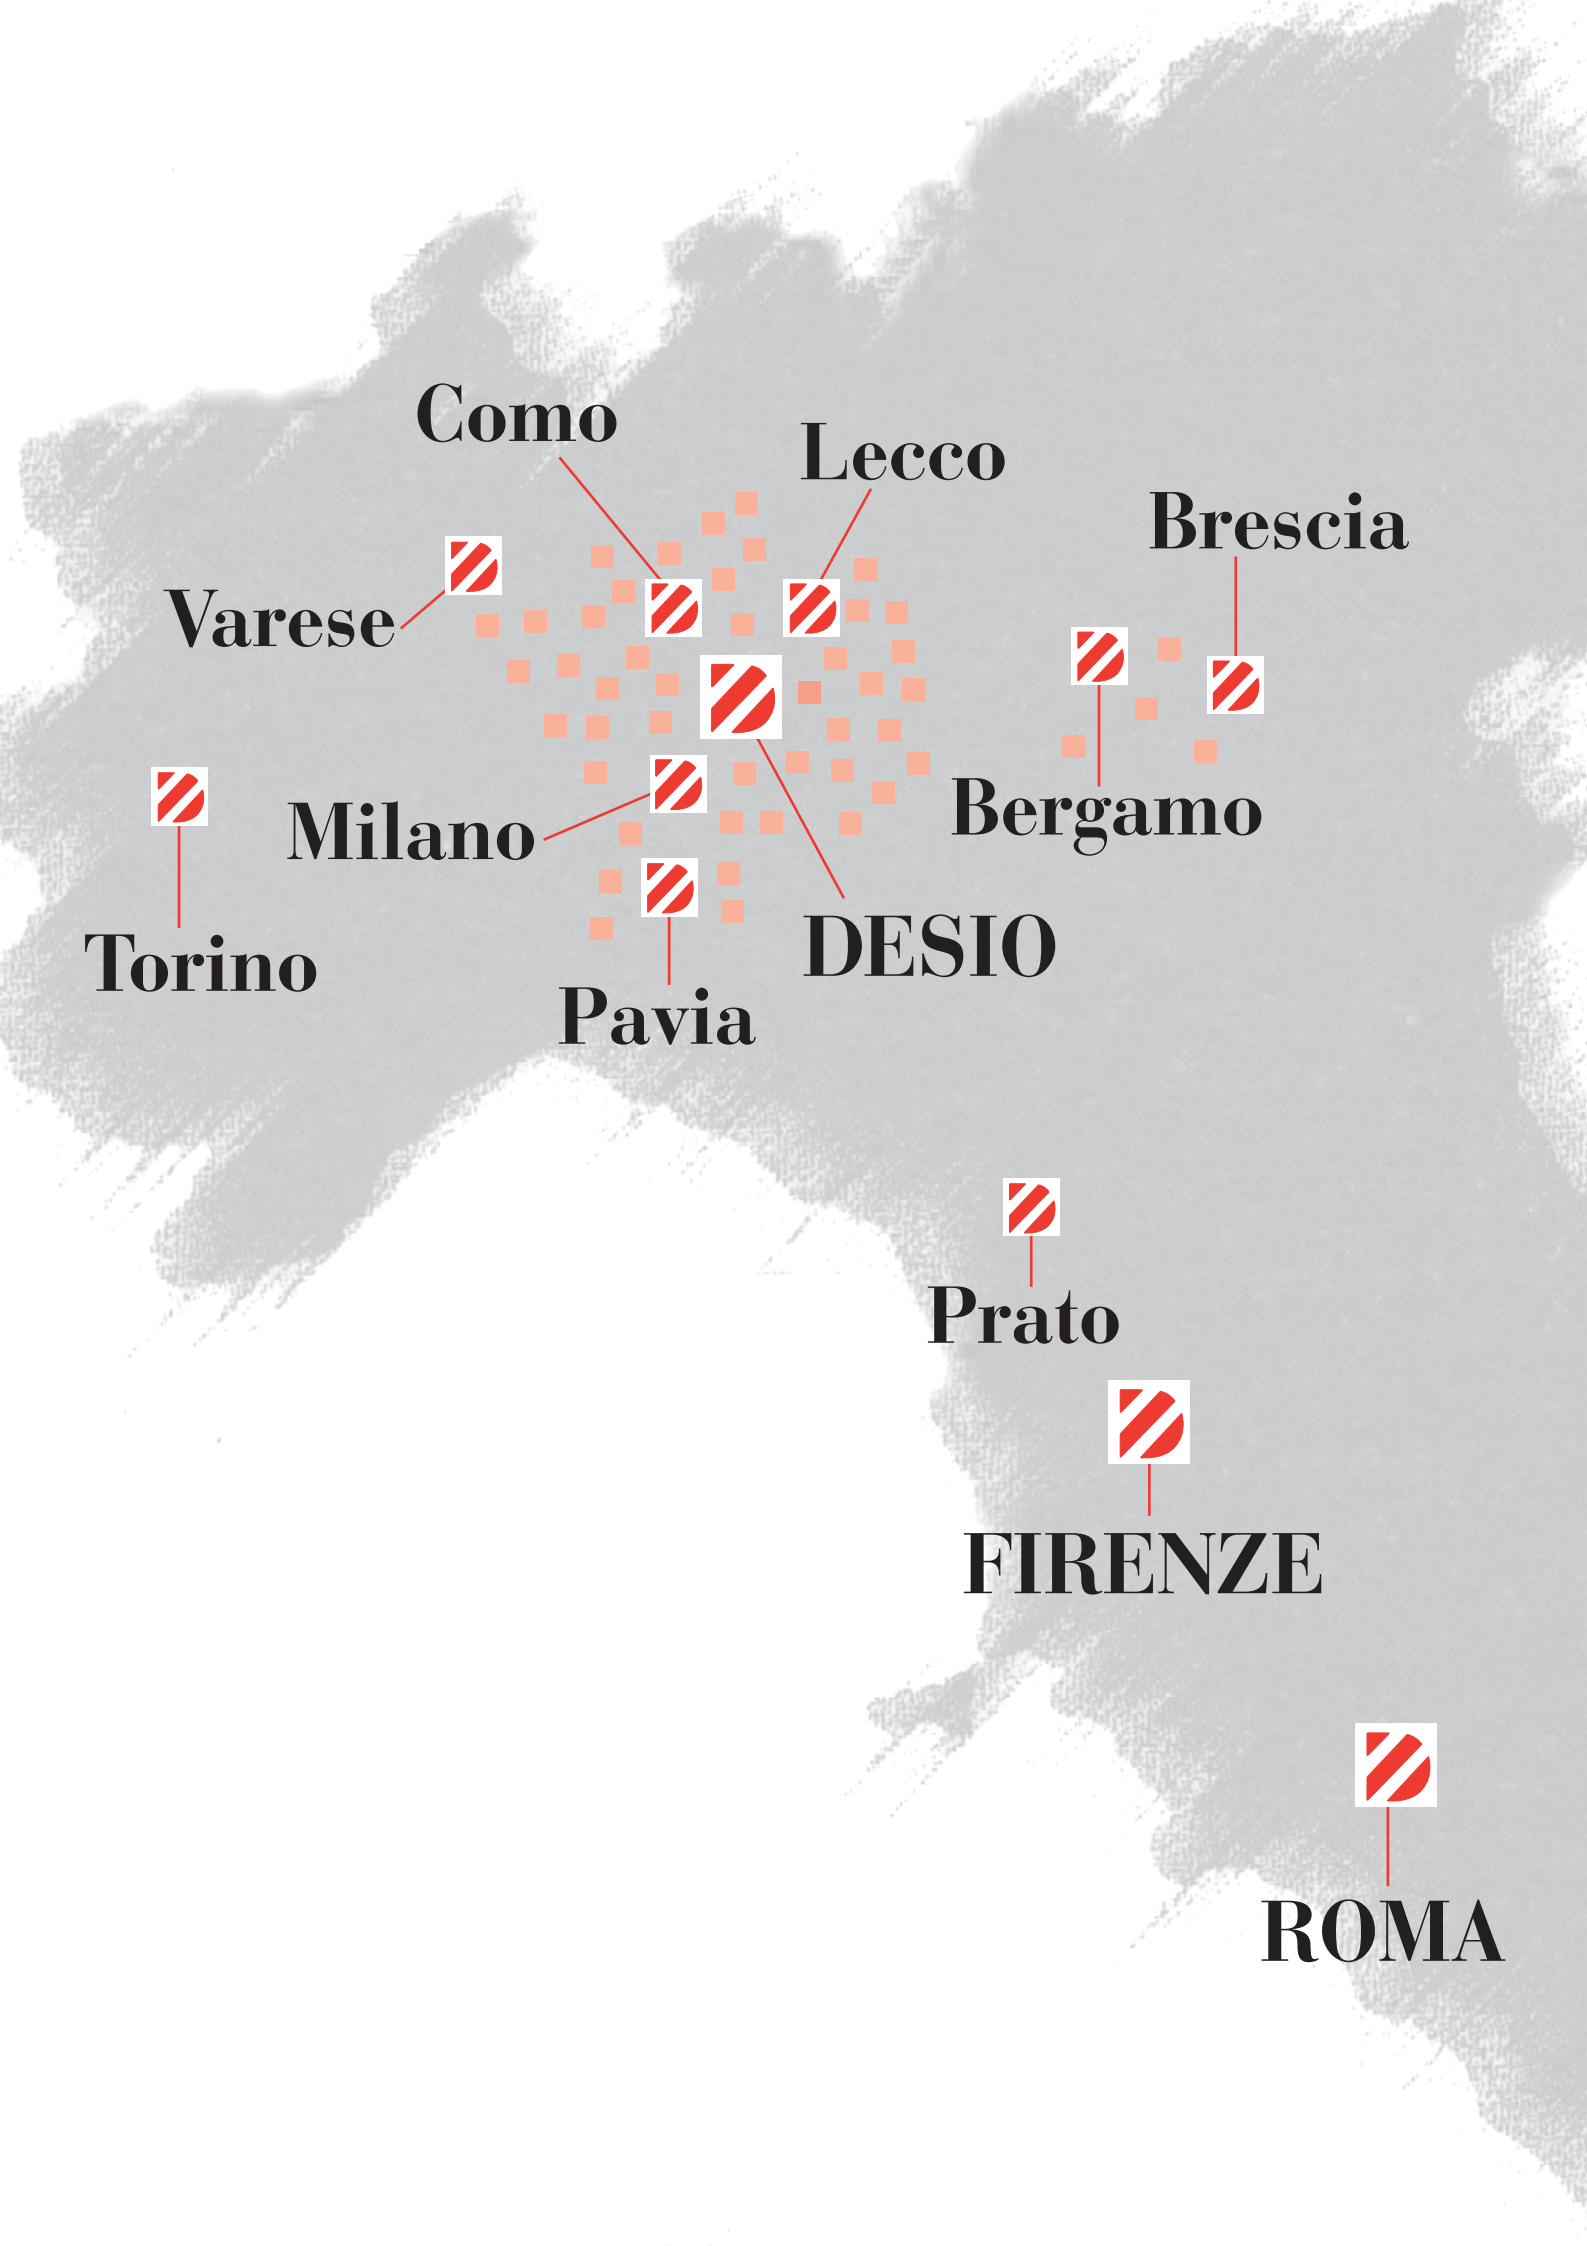 Como
Lecco
Brescia
Varese
Bergamo
Milano
DESIO
Torino
Pavia
Prato
FIRENZE
ROMA